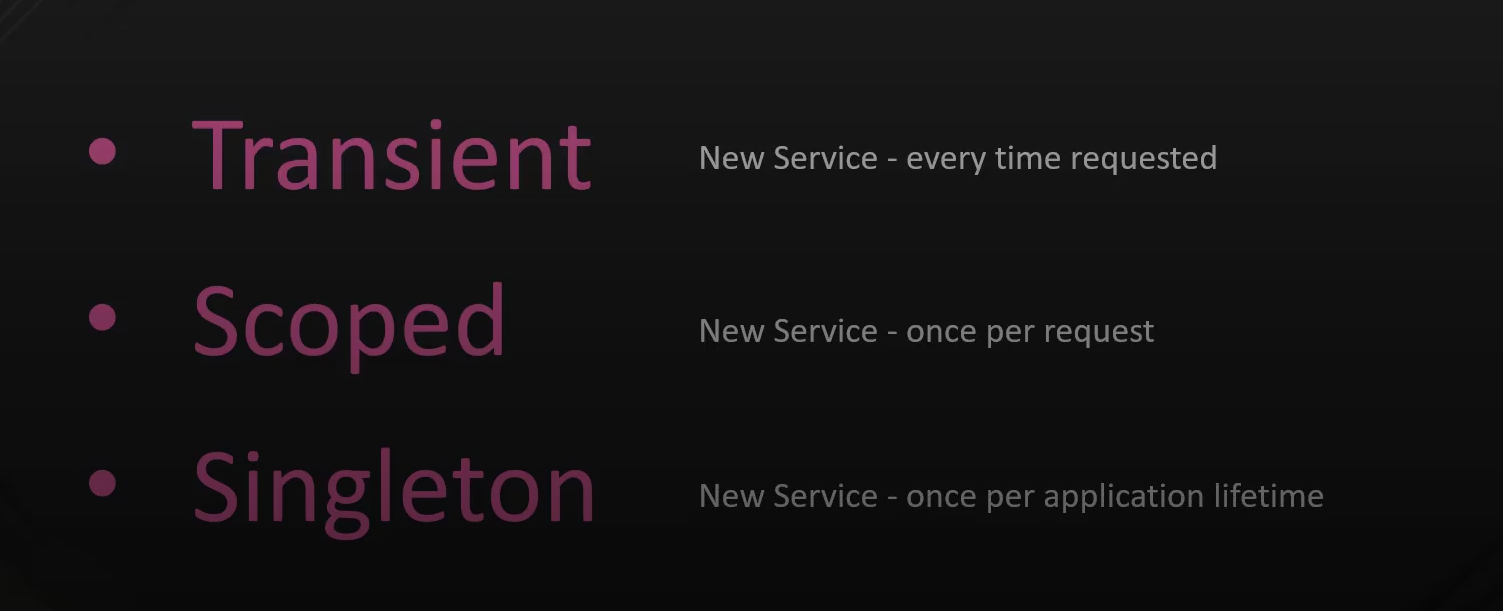 • Transient New Service - every time requested
• Scoped New Service - once per request
• Singleton New Service - once per application lifetime